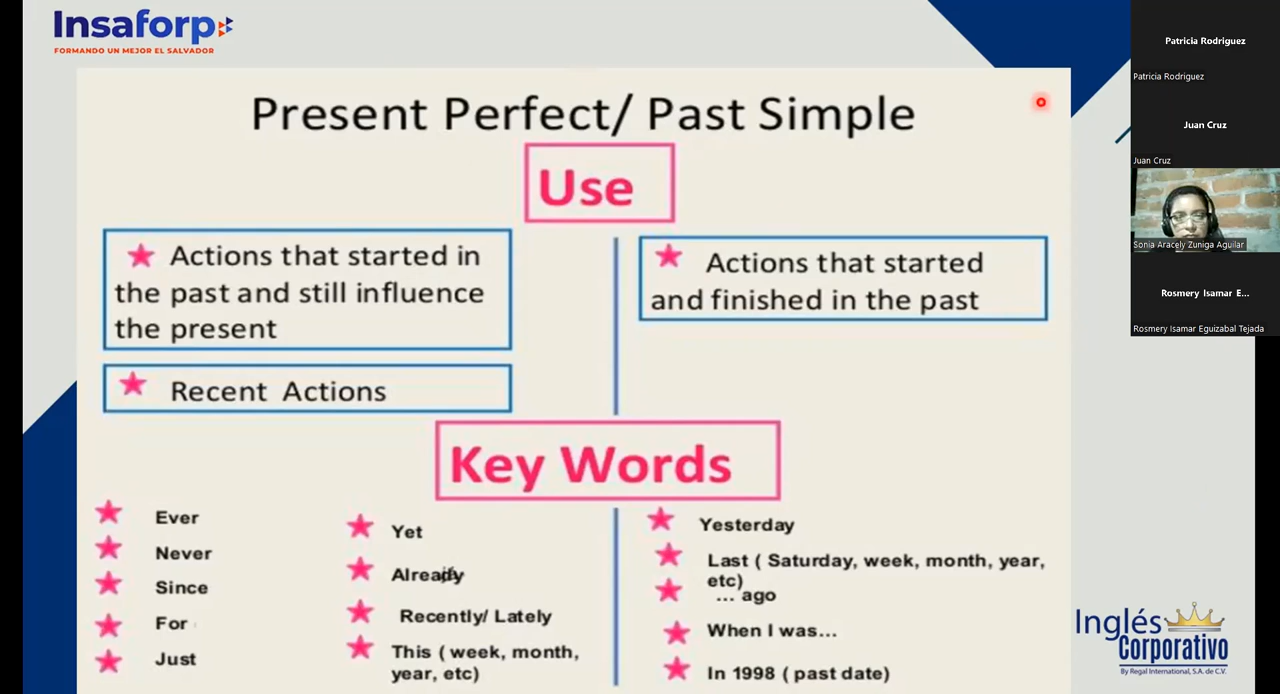 Insaforp
FORMANDO UN MEJOR EL SALVADOR
Present Perfect/ Past Simple
Use
Actions that started in
the past and still influence
the present
Recent Actions
Actions that started
and finished in the past
Key Words
Ever
Never
Since
For
Just
Yet
Already
Recently/ Lately
This ( week, month,
year, etc)
Yesterday
Last ( Saturday, week, month, year,
etc)
... ago
When I was...
In 1998 ( past date)
Inglés
Corporativo
By Regal International, S.A. de C.V.
Patricia Rodriguez
Patricia Rodriguez
Juan Cruz
Juan Cruz
Sonia Aracely Zuniga Aguilar
Rosmery Isamar E...
Rosmery Isamar Eguizabal Tejada